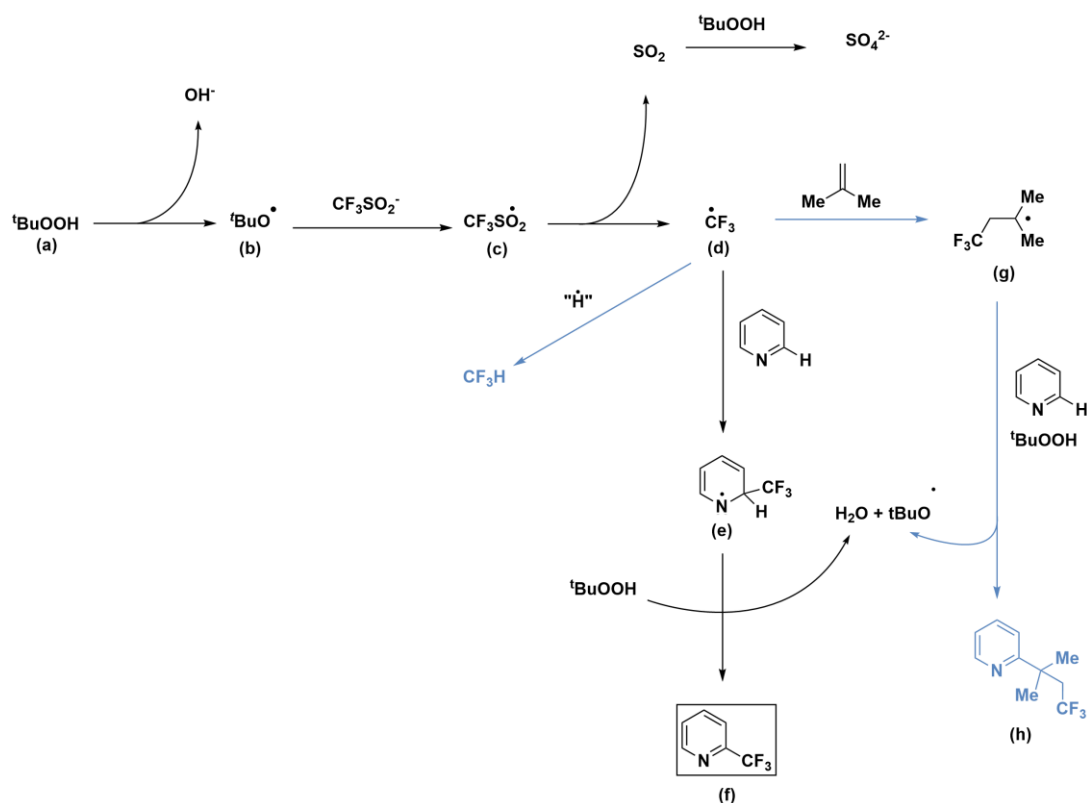 ᵗBuOOH
SO₂
SO₄²⁻
OH⁻
ᵗBuOOH
(a)
ᵗBuO•
(b)
CF₃SO₂⁻
CF₃SO₂•
(c)
•CF₃
(d)
Me
Me
F₃C
Me
Me
•
(g)
"H•"
CF₃H
N
H
N
H
ᵗBuOOH
N•
CF₃
H
(e)
H₂O + tBuO•
ᵗBuOOH
N
Me
Me
CF₃
(h)
N
CF₃
(f)